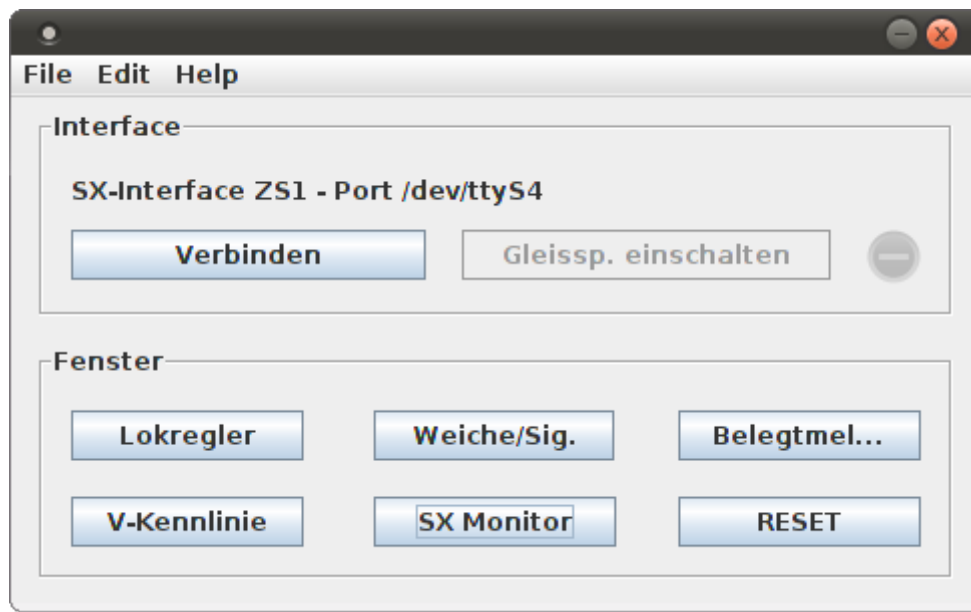 File Edit Help
Interface
SX-Interface ZS1 - Port /dev/ttyS4
Verbinden Gleissp. einschalten
Fenster
Lokregler Weiche/Sig. Belegtmel...
V-Kennlinie SX Monitor RESET